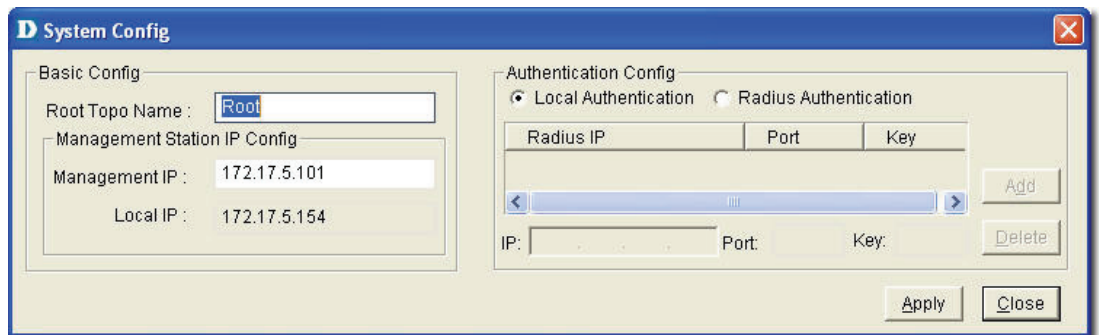 D System Config
Basic Config
Root Topo Name : Root
Management Station IP Config
Management IP : 172.17.5.101
Local IP : 172.17.5.154
Authentication Config
Local Authentication Radius Authentication
Radius IP Port Key
Add
IP: . . . Port: Key: Delete
Apply Close